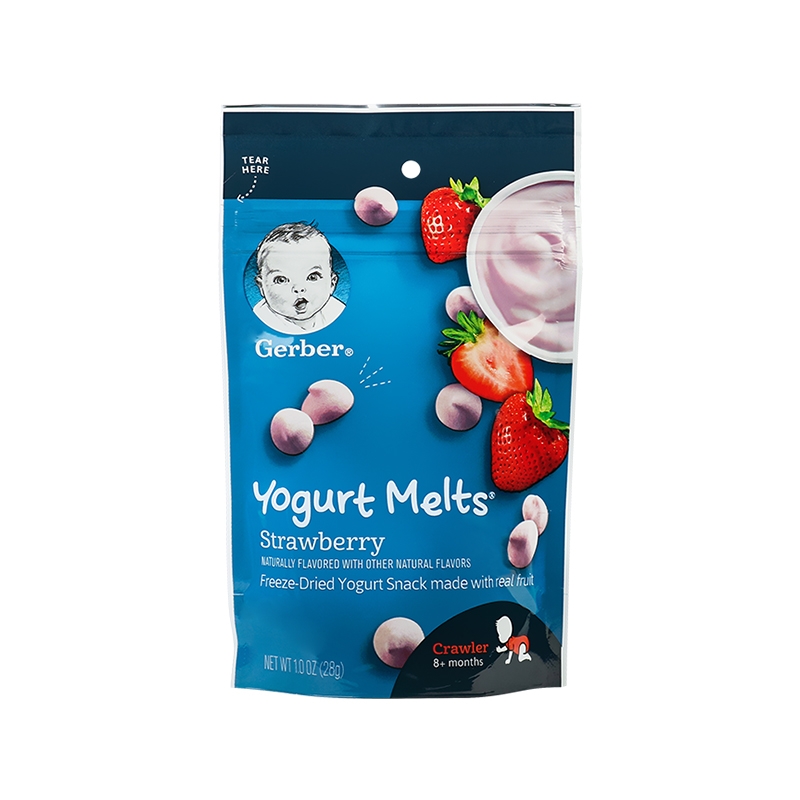 TEAR
HERE
Gerber®
Yogurt Melts®
Strawberry
NATURALLY FLAVORED WITH OTHER NATURAL FLAVORS
Freeze-Dried Yogurt Snack made with real fruit
Crawler
8+ months
NET WT 1.0 OZ (28g)